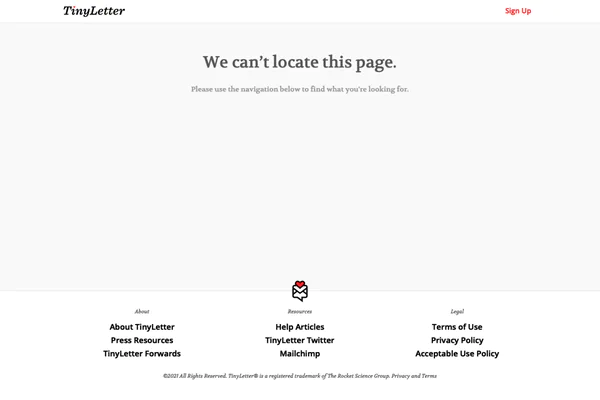 TinyLetter
Sign Up
We can’t locate this page.
Please use the navigation below to find what you’re looking for.
About
About TinyLetter
Press Resources
TinyLetter Forwards
Resources
Help Articles
TinyLetter Twitter
Mailchimp
Legal
Terms of Use
Privacy Policy
Acceptable Use Policy
©2021 All Rights Reserved. TinyLetter® is a registered trademark of The Rocket Science Group. Privacy and Terms